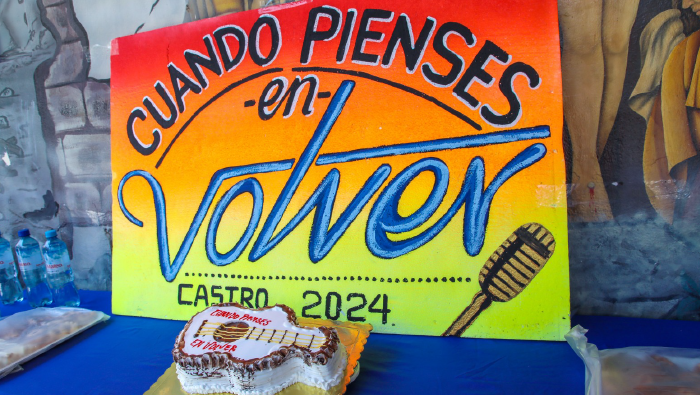 CUANDO PIENSES
-en-
Volver
CASTRO 2024
CUANDO PIENSES
EN VOLVER